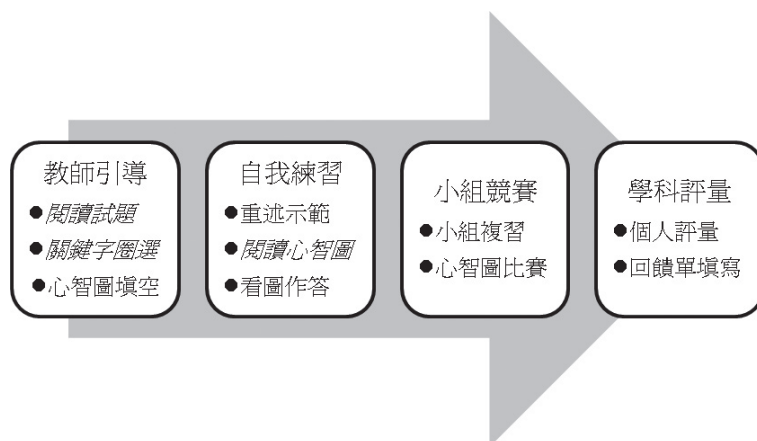 教師引導
●閱讀試題
●關鍵字圈選
●心智圖填空
自我練習
●重述示範
●閱讀心智圖
●看圖作答
小組競賽
●小組複習
●心智圖比賽
學科評量
●個人評量
●回饋單填寫